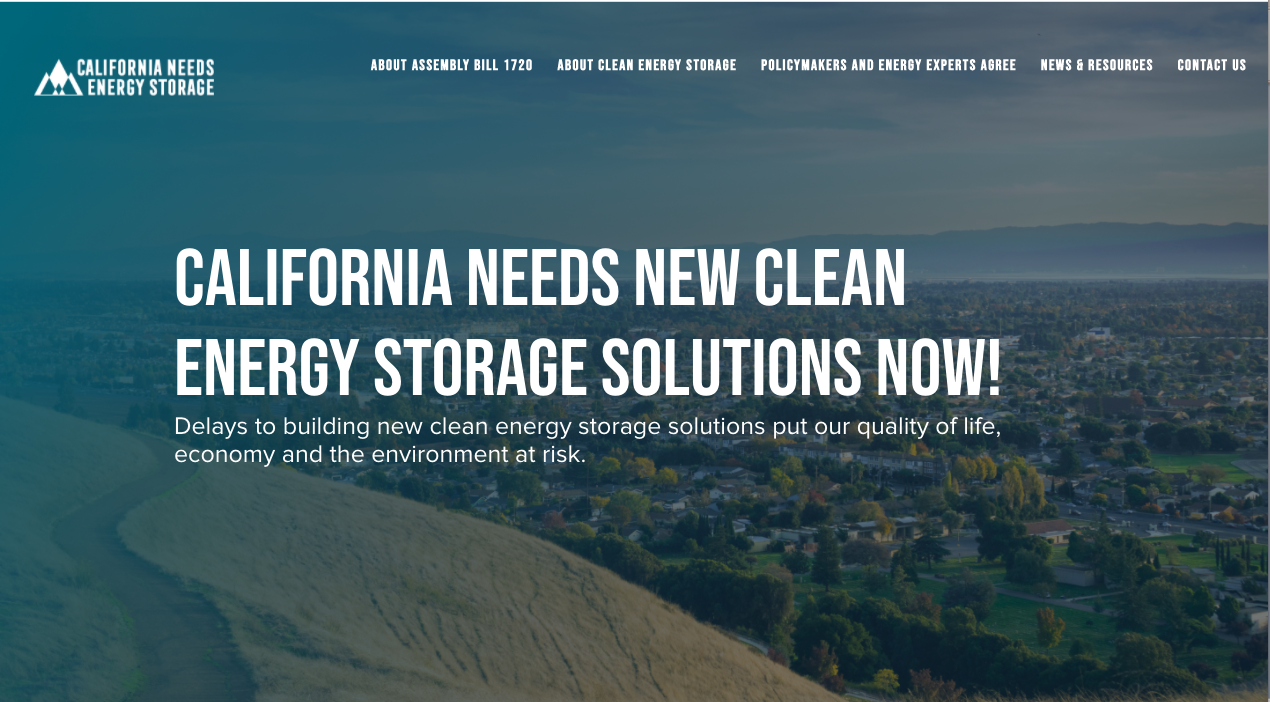 CALIFORNIA NEEDS
ENERGY STORAGE
ABOUT ASSEMBLY BILL 1720 ABOUT CLEAN ENERGY STORAGE POLICYMAKERS AND ENERGY EXPERTS AGREE NEWS & RESOURCES CONTACT US
CALIFORNIA NEEDS NEW CLEAN
ENERGY STORAGE SOLUTIONS NOW!
Delays to building new clean energy storage solutions put our quality of life,
economy and the environment at risk.